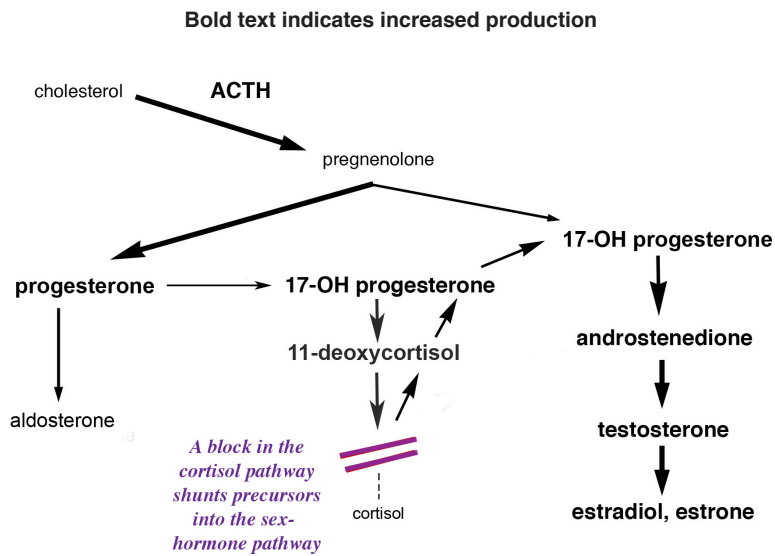 Bold text indicates increased production
cholesterol
ACTH
pregnenolone
17-OH progesterone
progesterone
17-OH progesterone
androstenedione
11-deoxycortisol
aldosterone
testosterone
A block in the
cortisol pathway
shunts precursors
into the sex-
hormone pathway
cortisol
estradiol, estrone